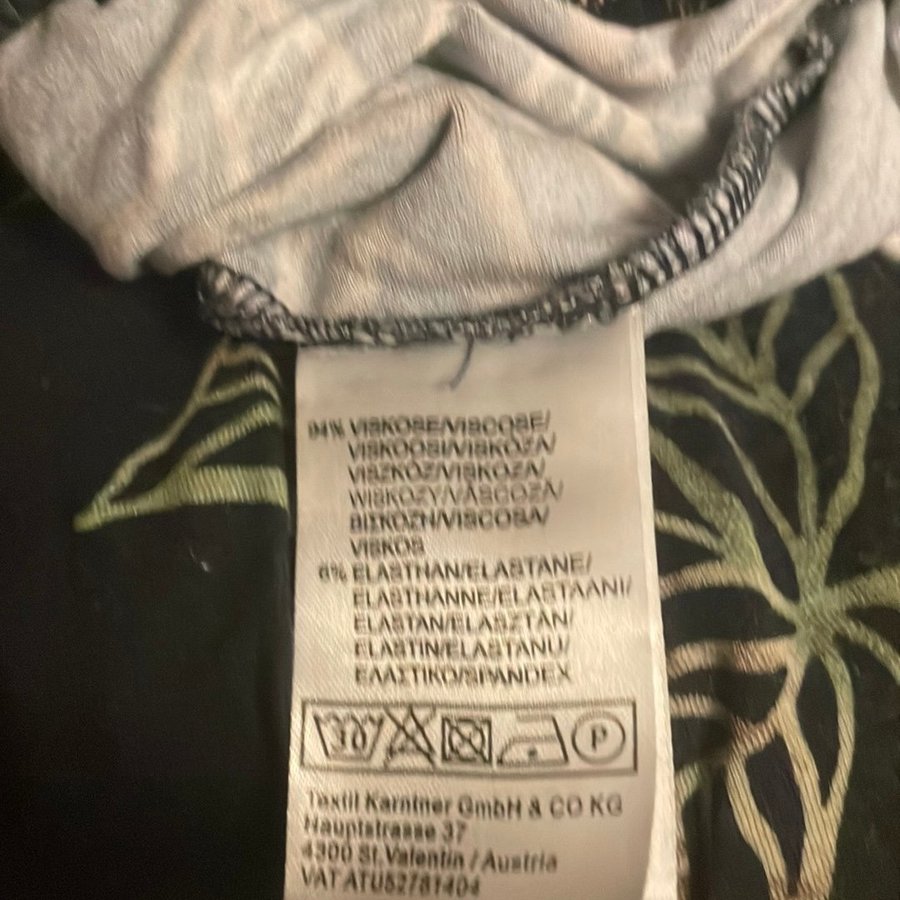 94% VISKOSE/VISCOSE/
VISKOOSI/VISKÓZA/
VISZKÓZ/VISKOZA/
WISKOZY/VÂSCOZÂ/
ΒΙΣΚΟΖΗ/VISCOSA/
VISKOS
6% ELASTHAN/ELASTANE/
ELASTHANNE/ELASTAANI/
ELASTAN/ELASZTÁN/
ELASTIN/ELASTANU/
ΕΛΑΣΤΙΚΟ/SPANDEX
30 P
Textil Karntner GmbH & CO KG
Hauptstrasse 37
4300 St.Valentin / Austria
VAT ATU52781404